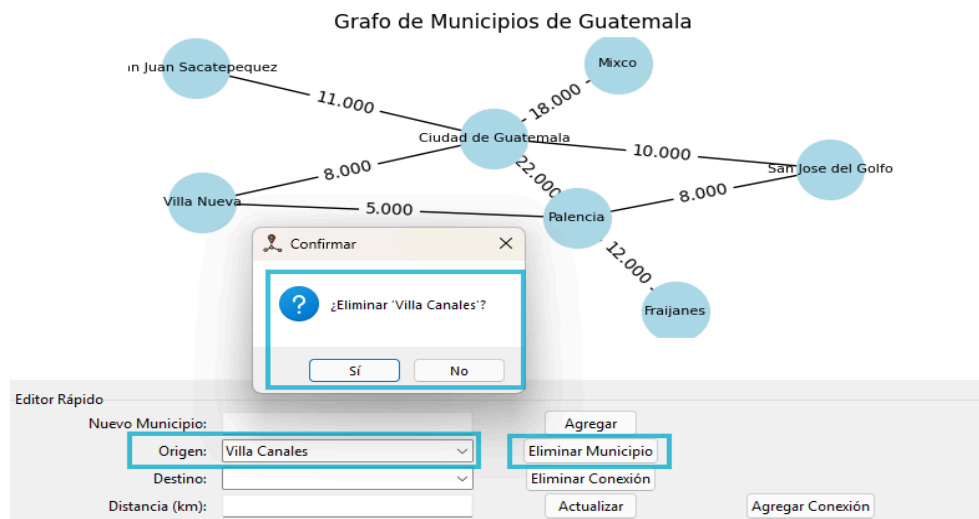 Grafo de Municipios de Guatemala
n Juan Sacatepequez
Mixco
11.000
18.000
Ciudad de Guatemala
10.000
22.000
San Jose del Golfo
8.000
8.000
Villa Nueva
5.000
Palencia
12.000
Fraijanes
Confirmar
¿Eliminar 'Villa Canales'?
Sí No
Editor Rápido
Nuevo Municipio: Agregar
Origen: Villa Canales Eliminar Municipio
Destino: Eliminar Conexión
Distancia (km): Actualizar Agregar Conexión